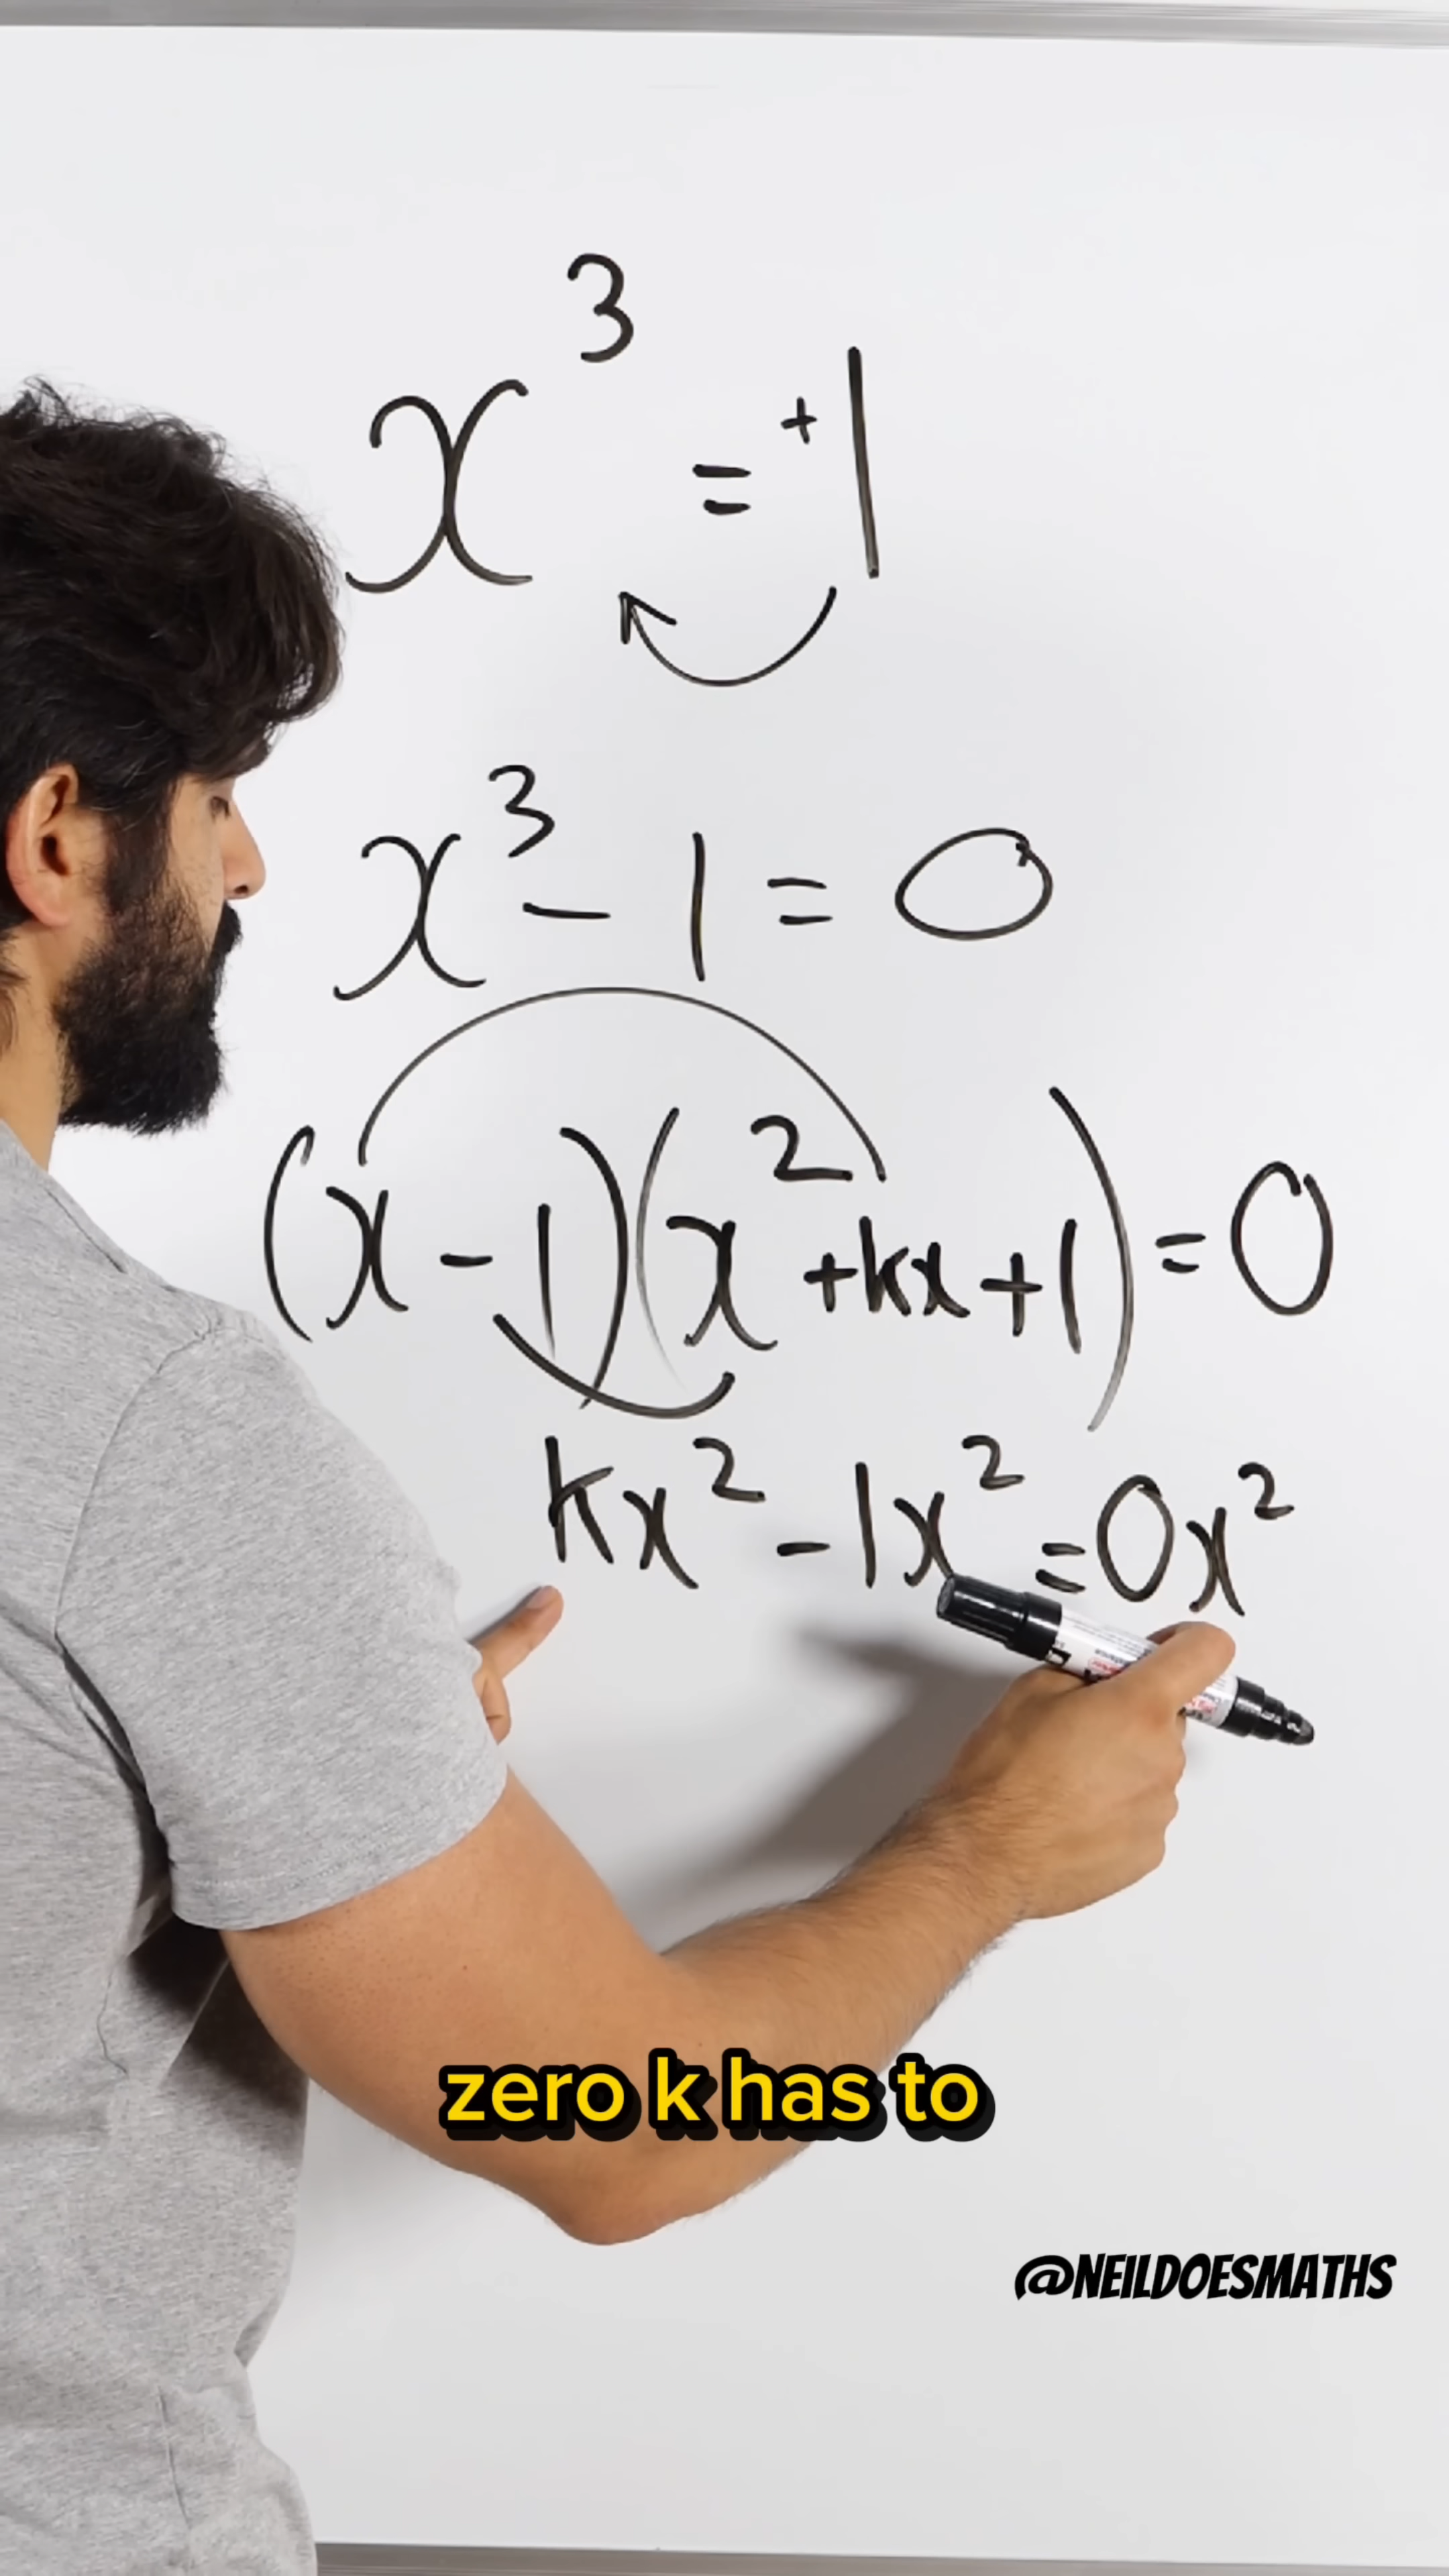 x³ = +1
x³ - 1 = 0
(x - 1)(x² + kx + 1) = 0
kx² - 1x² = 0x²
zero k has to
@NEILDOESMATHS